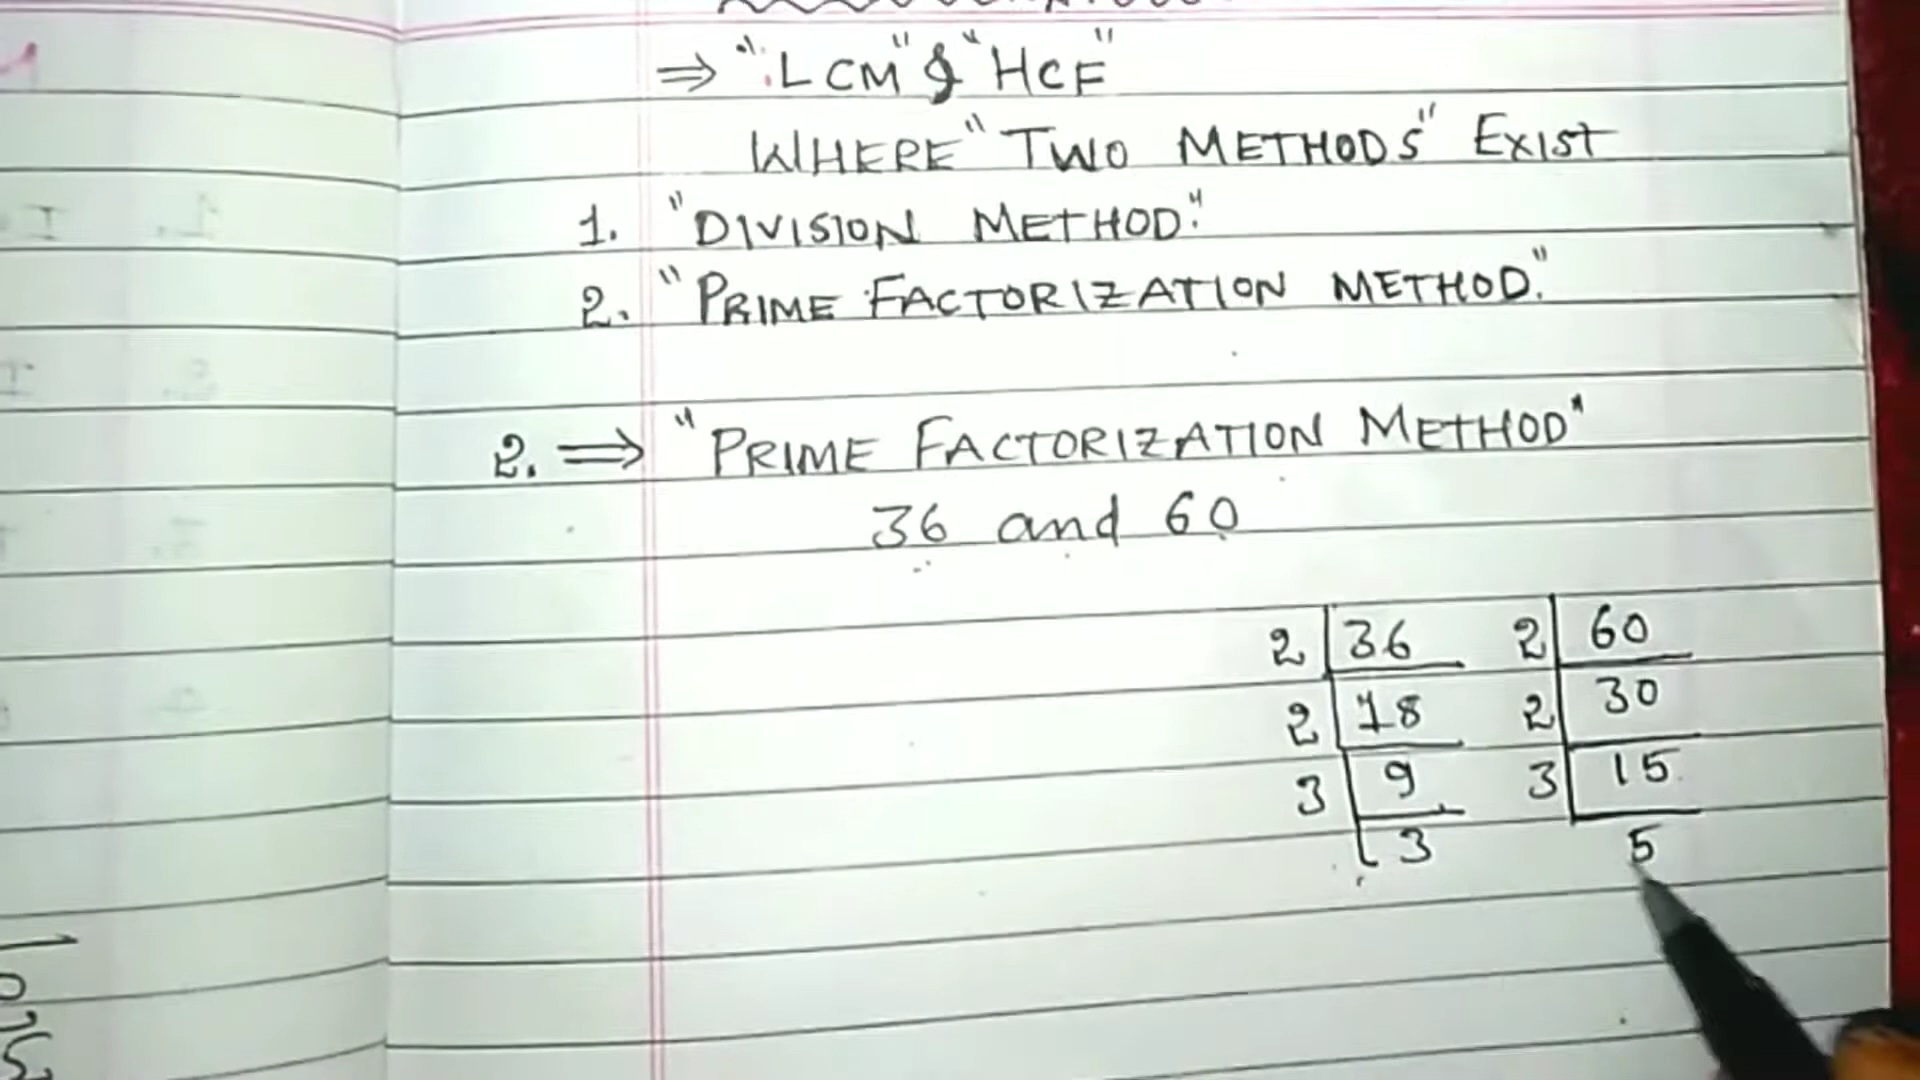 ⇒ "LCM" & "HCF"
WHERE "TWO METHODS" EXIST
1. "DIVISION METHOD."
2. "PRIME FACTORIZATION METHOD."
2. ⇒ "PRIME FACTORIZATION METHOD"
36 and 60
2 36 2 60
2 18 2 30
3 9 3 15
3 5